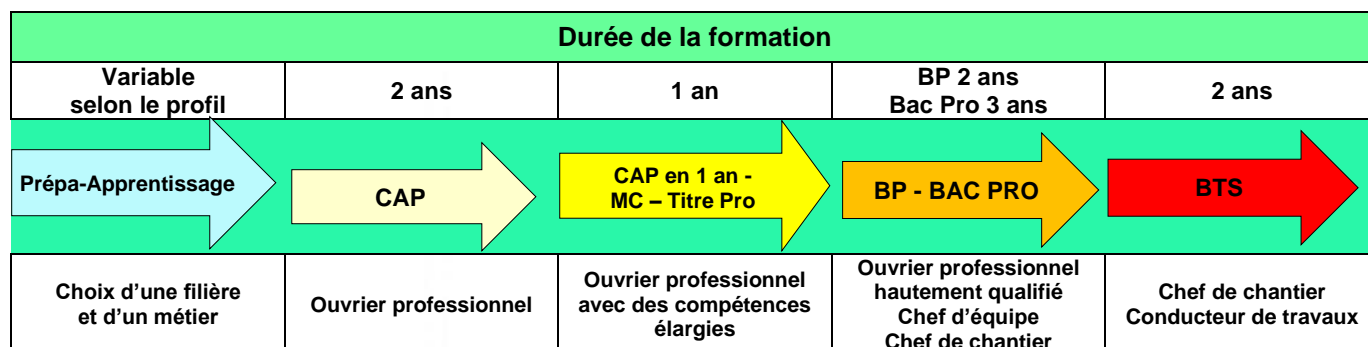 Durée de la formation
Variable
selon le profil
2 ans
1 an
BP 2 ans
Bac Pro 3 ans
2 ans
Prépa-Apprentissage
CAP
CAP en 1 an -
MC – Titre Pro
BP - BAC PRO
BTS
Choix d'une filière
et d'un métier
Ouvrier professionnel
Ouvrier professionnel
avec des compétences
élargies
Ouvrier professionnel
hautement qualifié
Chef d'équipe
Chef de chantier
Chef de chantier
Conducteur de travaux